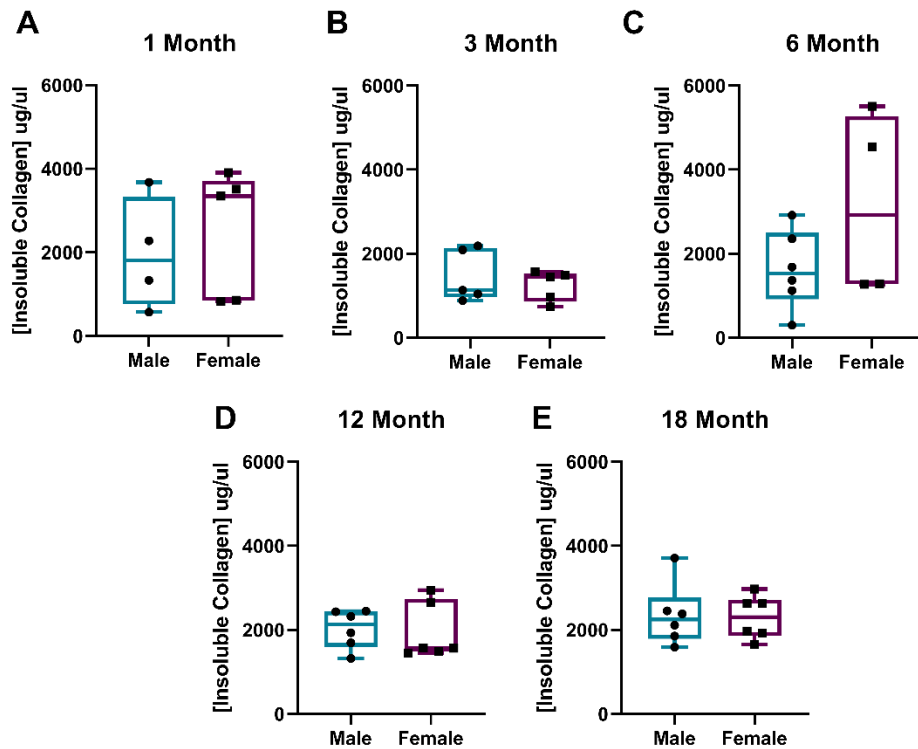 A
1 Month
[Insoluble Collagen] ug/ul
6000
4000
2000
0
Male
Female
B
3 Month
[Insoluble Collagen] ug/ul
6000
4000
2000
0
Male
Female
C
6 Month
[Insoluble Collagen] ug/ul
6000
4000
2000
0
Male
Female
D
12 Month
[Insoluble Collagen] ug/ul
6000
4000
2000
0
Male
Female
E
18 Month
[Insoluble Collagen] ug/ul
6000
4000
2000
0
Male
Female